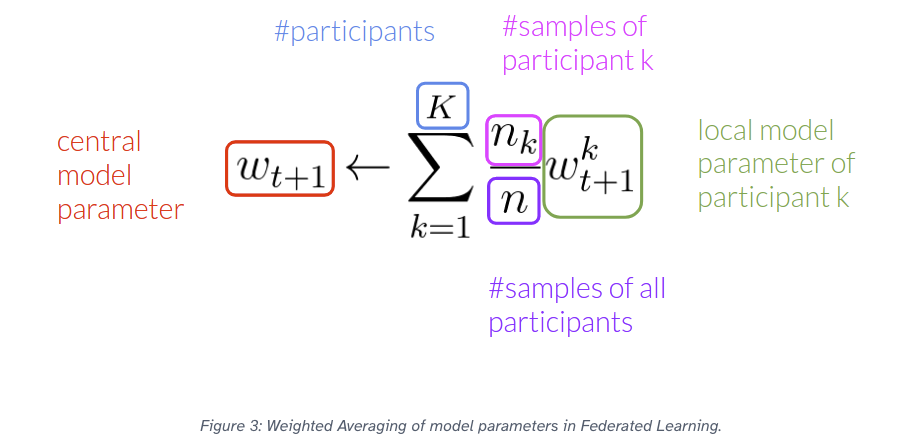 #participants
#samples of
participant k
central
model
parameter
w_{t+1} ← \sum_{k=1}^{K} \frac{n_k}{n} w_{t+1}^k
local model
parameter of
participant k
#samples of all
participants
Figure 3: Weighted Averaging of model parameters in Federated Learning.